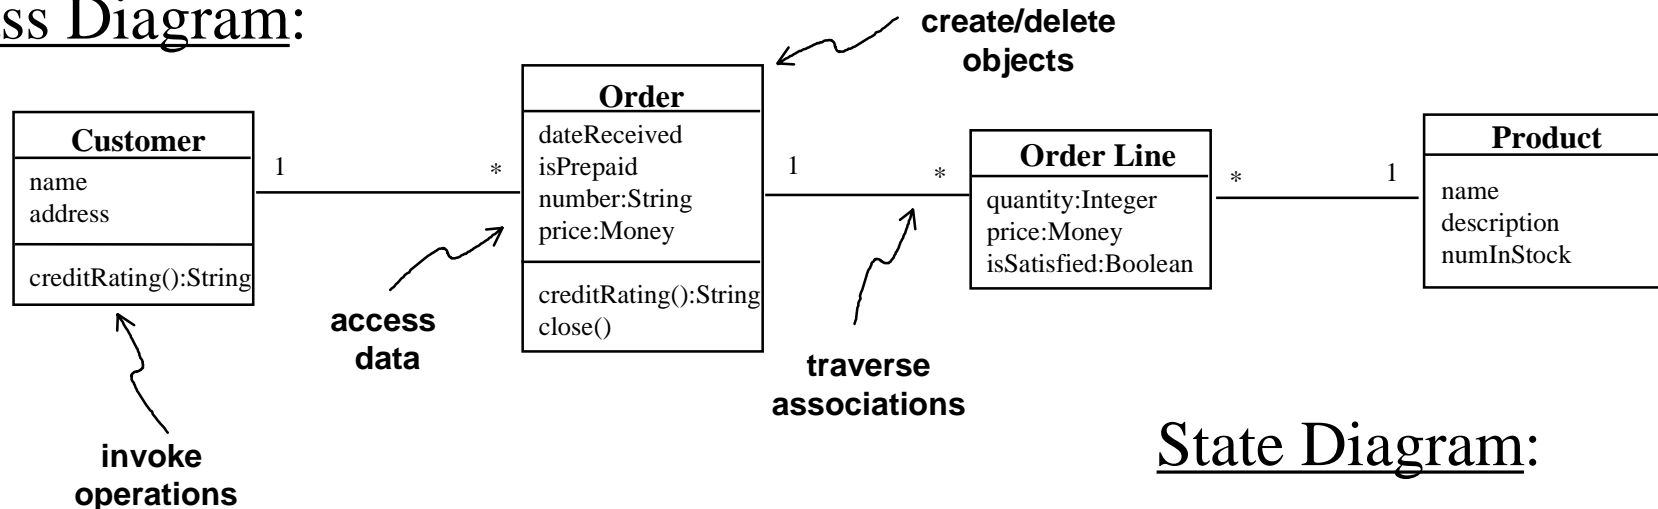 ss Diagram:
create/delete
objects
Customer
name
address
creditRating():String
1
*
Order
dateReceived
isPrepaid
number:String
price:Money
creditRating():String
close()
1
*
Order Line
quantity:Integer
price:Money
isSatisfied:Boolean
*
1
Product
name
description
numInStock
access
data
traverse
associations
invoke
operations
State Diagram: